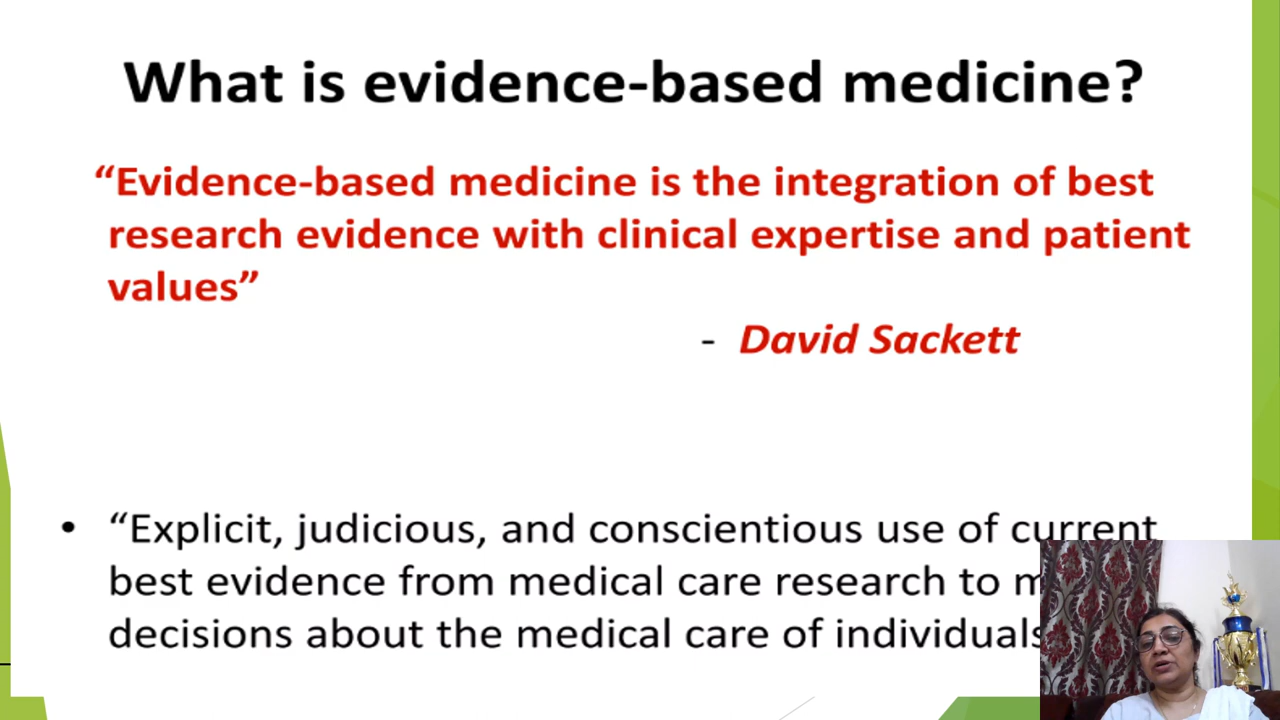 What is evidence-based medicine?
“Evidence-based medicine is the integration of best
research evidence with clinical expertise and patient
values”
- David Sackett
• “Explicit, judicious, and conscientious use of current
best evidence from medical care research to
decisions about the medical care of individuals